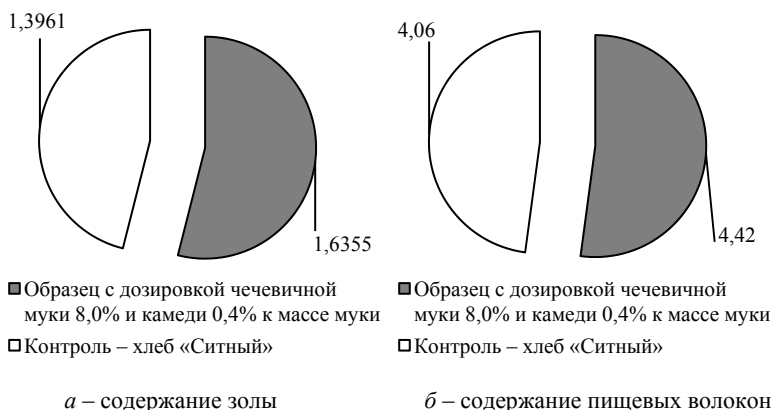 1,3961
1,6355
Образец с дозировкой чечевичной
муки 8,0% и камеди 0,4% к массе муки
Контроль – хлеб «Ситный»
а – содержание золы
4,06
4,42
Образец с дозировкой чечевичной
муки 8,0% и камеди 0,4% к массе муки
Контроль – хлеб «Ситный»
б – содержание пищевых волокон